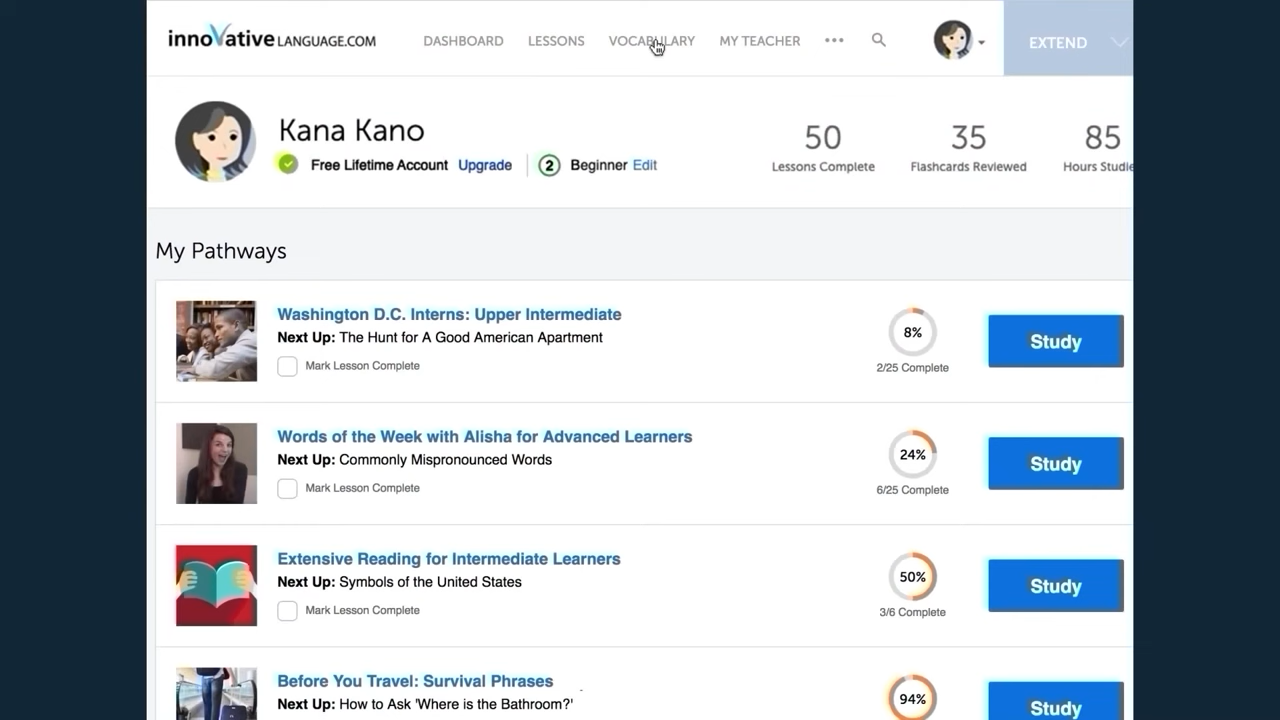 innovative LANGUAGE.COM
DASHBOARD LESSONS VOCABULARY MY TEACHER ••• EXTEND
Kana Kano
Free Lifetime Account Upgrade 2 Beginner Edit
50 35 85
Lessons Complete Flashcards Reviewed Hours Studie
My Pathways
Washington D.C. Interns: Upper Intermediate
Next Up: The Hunt for A Good American Apartment
Mark Lesson Complete
8%
2/25 Complete
Study
Words of the Week with Alisha for Advanced Learners
Next Up: Commonly Mispronounced Words
Mark Lesson Complete
24%
6/25 Complete
Study
Extensive Reading for Intermediate Learners
Next Up: Symbols of the United States
Mark Lesson Complete
50%
3/6 Complete
Study
Before You Travel: Survival Phrases
Next Up: How to Ask 'Where is the Bathroom?'
94%
Study